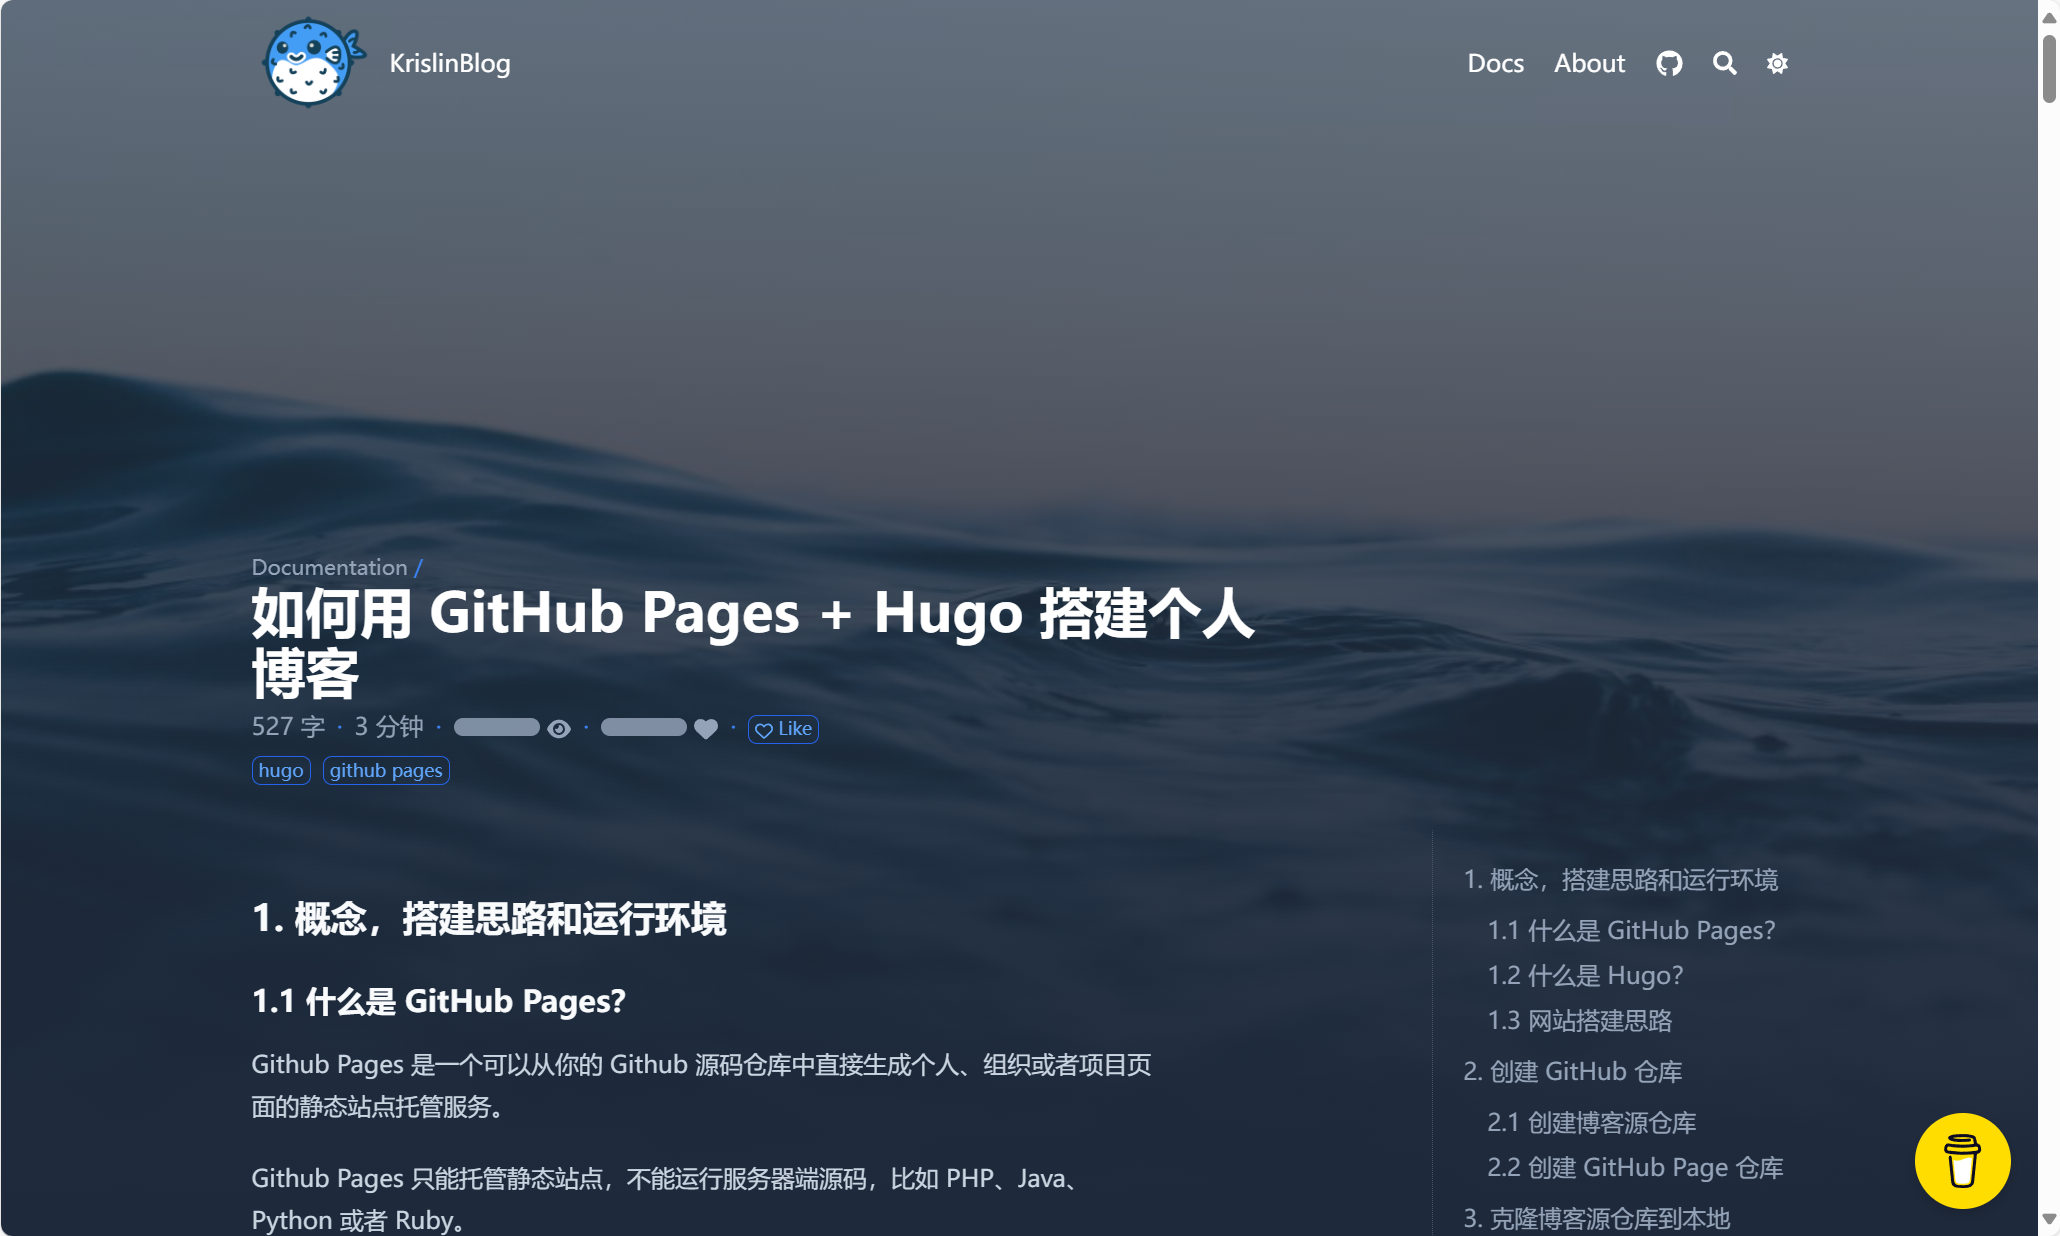 KrislinBlog
Docs About
Documentation /
如何用 GitHub Pages + Hugo 搭建个人
博客
527 字 · 3 分钟 · · · Like
hugo github pages
1. 概念，搭建思路和运行环境
1.1 什么是 GitHub Pages？
Github Pages 是一个可以从你的 Github 源码仓库中直接生成个人、组织或者项目页
面的静态站点托管服务。
Github Pages 只能托管静态站点，不能运行服务器端源码，比如 PHP、Java、
Python 或者 Ruby。
1. 概念，搭建思路和运行环境
1.1 什么是 GitHub Pages？
1.2 什么是 Hugo？
1.3 网站搭建思路
2. 创建 GitHub 仓库
2.1 创建博客源仓库
2.2 创建 GitHub Page 仓库
3. 克隆博客源仓库到本地